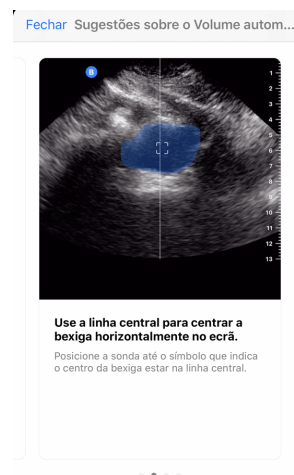 Fechar Sugestões sobre o Volume autom...
B
1
2
3
4
5
6
7
8
9
10
11
12
13
Use a linha central para centrar a
bexiga horizontalmente no ecrã.
Posicione a sonda até o símbolo que indica
o centro da bexiga estar na linha central.